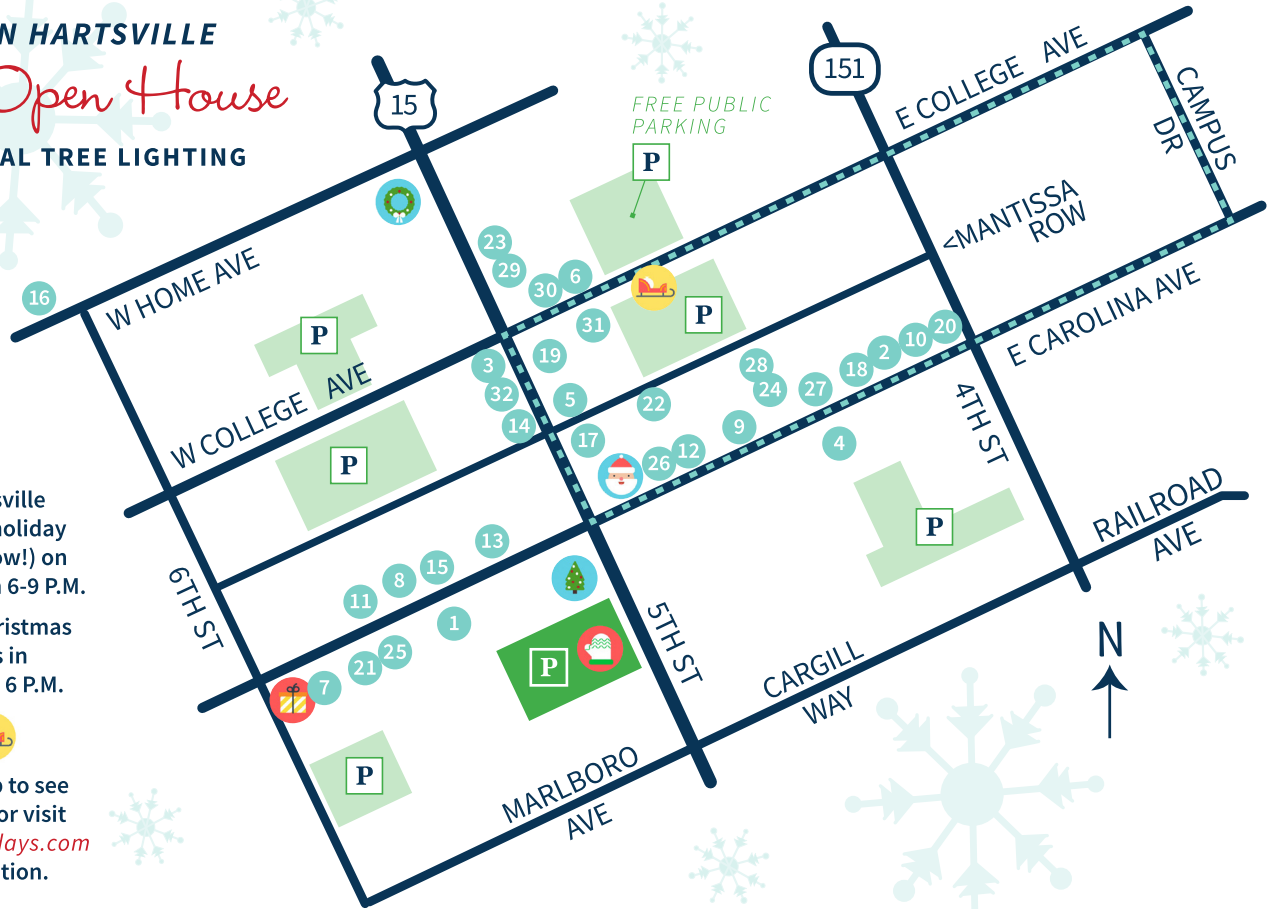 N HARTSVILLE
Open House
AL TREE LIGHTING
15
151
E COLLEGE AVE
CAMPUS
DR
FREE PUBLIC
PARKING
P
<MANTISSA
ROW
W HOME AVE
16
23
29
30
6
31
P
P
E CAROLINA AVE
W COLLEGE AVE
3
19
32
5
14
17
22
28
24
27
18
2
10
20
P
9
12
26
4
4TH ST
P
RAILROAD
AVE
sville
holiday
ow!) on
6-9 P.M.
ristmas
s in
6 P.M.
6TH ST
13
15
8
11
1
25
21
7
5TH ST
P
P
CARGILL
WAY
MARLBORO
AVE
N
to see
or visit
days.com
tion.